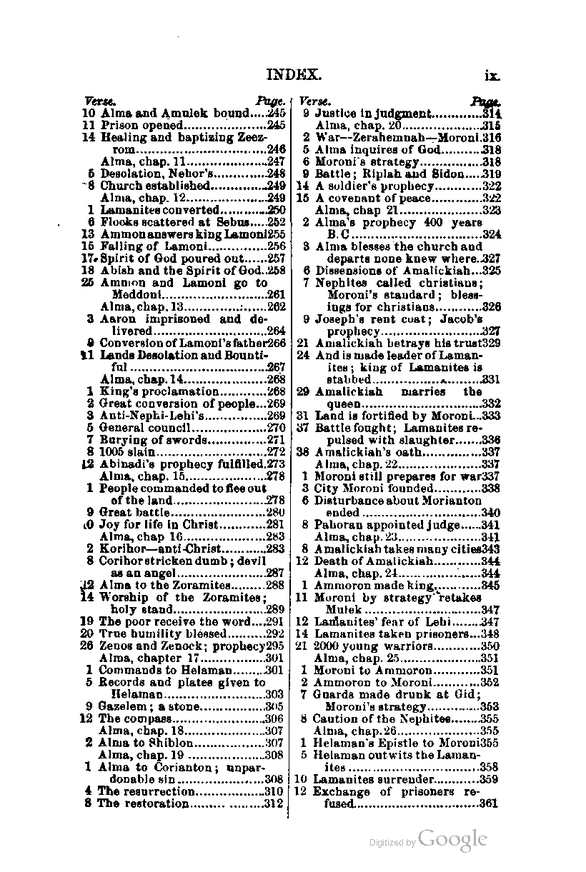 INDEX. ix.
Verse. Page.
10 Alma and Amulek bound....245
11 Prison opened....................245
14 Healing and baptizing Zeez-
rom................................246
Alma, chap. 11...................247
5 Desolation, Nehor's............248
8 Church established.............249
Alma, chap. 12...................249
1 Lamanites converted...........250
6 Flocks scattered at Sebus....252
13 Ammon answers king Lamoni255
15 Falling of Lamoni...............256
17 Spirit of God poured out......257
18 Abish and the Spirit of God..258
25 Ammon and Lamoni go to
Meddoni..........................261
Alma, chap. 13...................262
3 Aaron imprisoned and de-
livered............................264
9 Conversion of Lamoni's father266
11 Lands Desolation and Bounti-
ful..................................267
Alma, chap. 14...................268
1 King's proclamation............268
2 Great conversion of people...269
3 Anti-Nephi-Lehi's...............269
5 General council..................270
7 Burying of swords...............271
8 1005 slain...........................272
12 Abinadi's prophecy fulfilled.273
Alma, chap. 15...................278
1 People commanded to flee out
of the land.......................278
9 Great battle........................280
10 Joy for life in Christ............281
Alma, chap 16....................283
2 Korihor—anti-Christ...........283
8 Corihor stricken dumb; devil
as an angel.......................287
12 Alma to the Zoramites........288
14 Worship of the Zoramites;
holy stand........................289
19 The poor receive the word....291
20 True humility blessed..........292
26 Zenos and Zenock; prophecy295
Alma, chapter 17................301
1 Commands to Helaman........301
5 Records and plates given to
Helaman..........................303
9 Gazelem; a stone................305
12 The compass......................306
Alma, chap. 18...................307
2 Alma to Shiblon.................307
Alma, chap. 19...................308
1 Alma to Corianton; unpar-
donable sin.......................308
4 The resurrection.................310
8 The restoration...................312
Verse. Page.
9 Justice in judgment.............314
Alma, chap. 20...................315
2 War--Zerahemnah—Moroni.316
5 Alma inquires of God..........318
6 Moroni's strategy................318
9 Battle; Riplah and Sidon.....319
14 A soldier's prophecy............322
15 A covenant of peace.............322
Alma, chap 21....................323
2 Alma's prophecy 400 years
B. C................................324
3 Alma blesses the church and
departs none knew where..327
6 Dissensions of Amalickiah...325
7 Nephites called christians;
Moroni's standard; bless-
ings for christians............326
9 Joseph's rent coat; Jacob's
prophecy.........................327
21 Amalickiah betrays his trust329
24 And is made leader of Laman-
ites; king of Lamanites is
stabbed...........................331
29 Amalickiah marries the
queen..............................332
31 Land is fortified by Moroni...333
37 Battle fought; Lamanites re-
pulsed with slaughter.......336
38 Amalickiah's oath...............337
Alma, chap. 22...................337
1 Moroni still prepares for war337
3 City Moroni founded............338
6 Disturbance about Morianton
ended..............................340
8 Pahoran appointed judge.....341
Alma, chap. 23...................341
8 Amalickiah takes many cities343
12 Death of Amalickiah............344
Alma, chap. 24...................344
1 Ammoron made king...........345
11 Moroni by strategy retakes
Mulek..............................347
12 Lamanites' fear of Lehi........347
14 Lamanites taken prisoners...348
21 2000 young warriors............350
Alma, chap. 25...................351
1 Moroni to Ammoron............351
2 Ammoron to Moroni............352
7 Guards made drunk at Gid;
Moroni's strategy..............353
8 Caution of the Nephites.......355
Alma, chap. 26...................355
1 Helaman's Epistle to Moroni355
5 Helaman outwits the Laman-
ites..................................358
10 Lamanites surrender...........359
12 Exchange of prisoners re-
fused...............................361
Digitized by Google